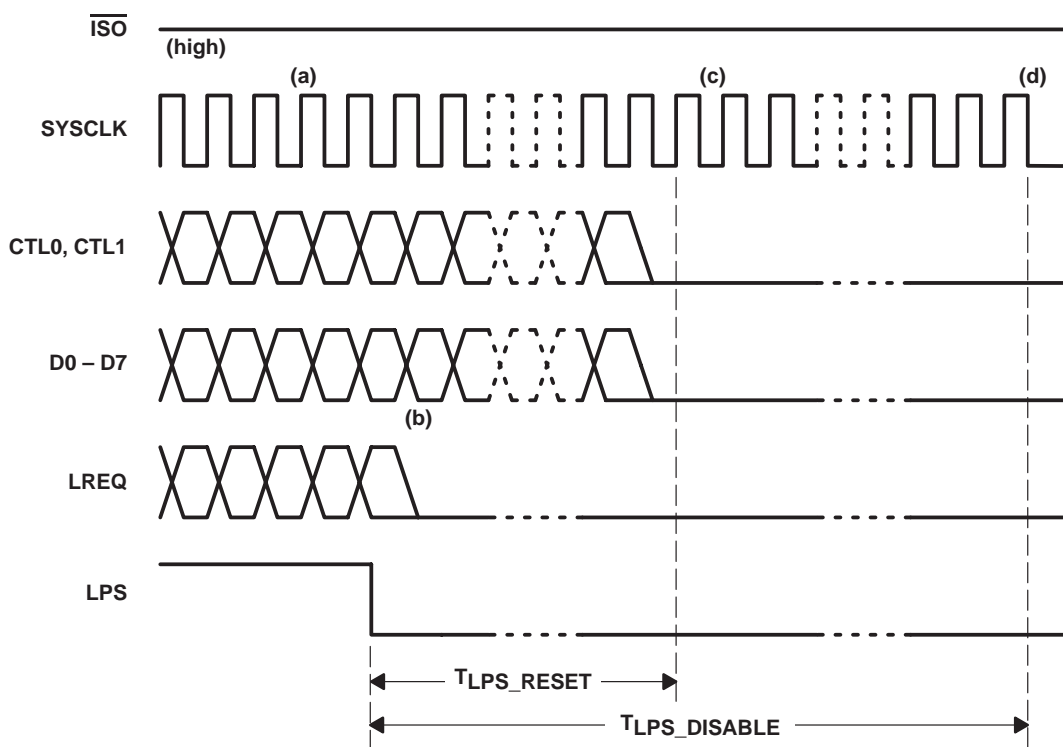 ISO
(high)
(a)
(c)
(d)
SYSCLK
CTL0, CTL1
D0 – D7
(b)
LREQ
LPS
TLPS_RESET
TLPS_DISABLE